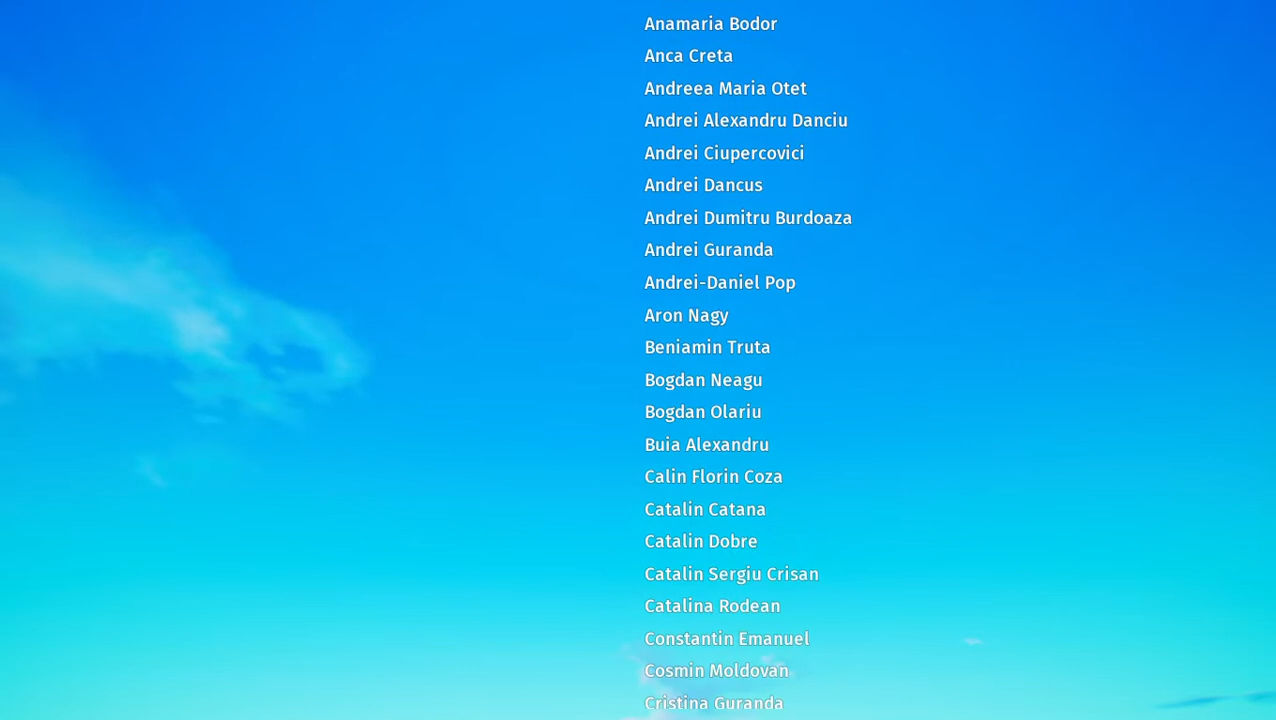 Anamaria Bodor
Anca Creta
Andreea Maria Otet
Andrei Alexandru Danciu
Andrei Ciupercovici
Andrei Dancus
Andrei Dumitru Burdoaza
Andrei Guranda
Andrei-Daniel Pop
Aron Nagy
Beniamin Truta
Bogdan Neagu
Bogdan Olariu
Buia Alexandru
Calin Florin Coza
Catalin Catana
Catalin Dobre
Catalin Sergiu Crisan
Catalina Rodean
Constantin Emanuel
Cosmin Moldovan
Cristina Guranda